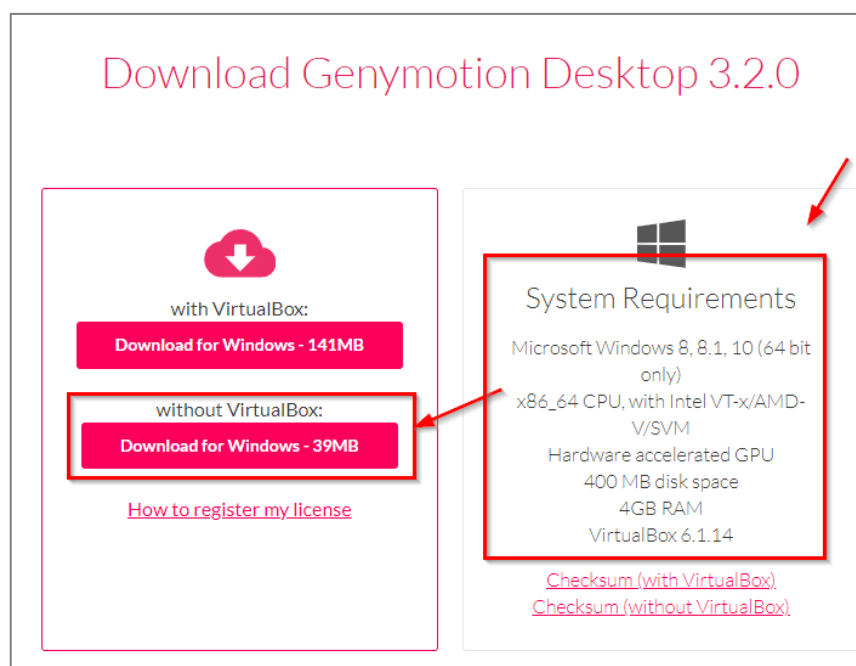 Download Genymotion Desktop 3.2.0
with VirtualBox:
Download for Windows - 141MB
without VirtualBox:
Download for Windows - 39MB
How to register my license
System Requirements
Microsoft Windows 8, 8.1, 10 (64 bit
only)
x86_64 CPU, with Intel VT-x/AMD-
V/SVM
Hardware accelerated GPU
400 MB disk space
4GB RAM
VirtualBox 6.1.14
Checksum (with VirtualBox)
Checksum (without VirtualBox)